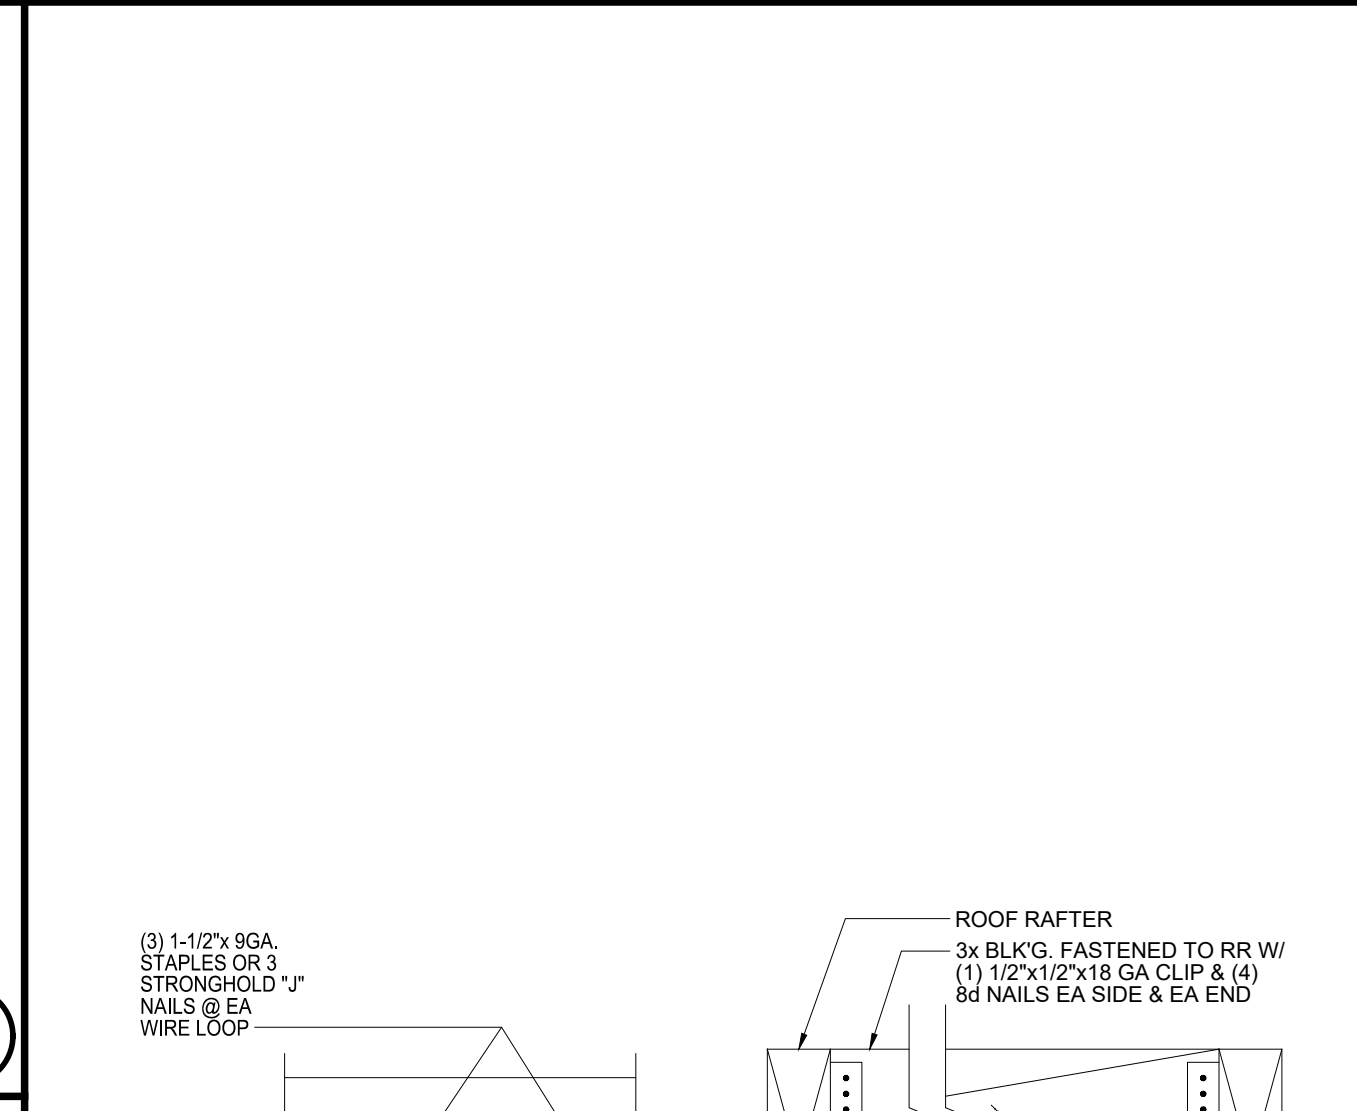 (3) 1-1/2"x 9GA.
STAPLES OR 3
STRONGHOLD "J"
NAILS @ EA
WIRE LOOP
ROOF RAFTER
3x BLK'G. FASTENED TO RR W/
(1) 1/2"x1/2"x18 GA CLIP & (4)
8d NAILS EA SIDE & EA END